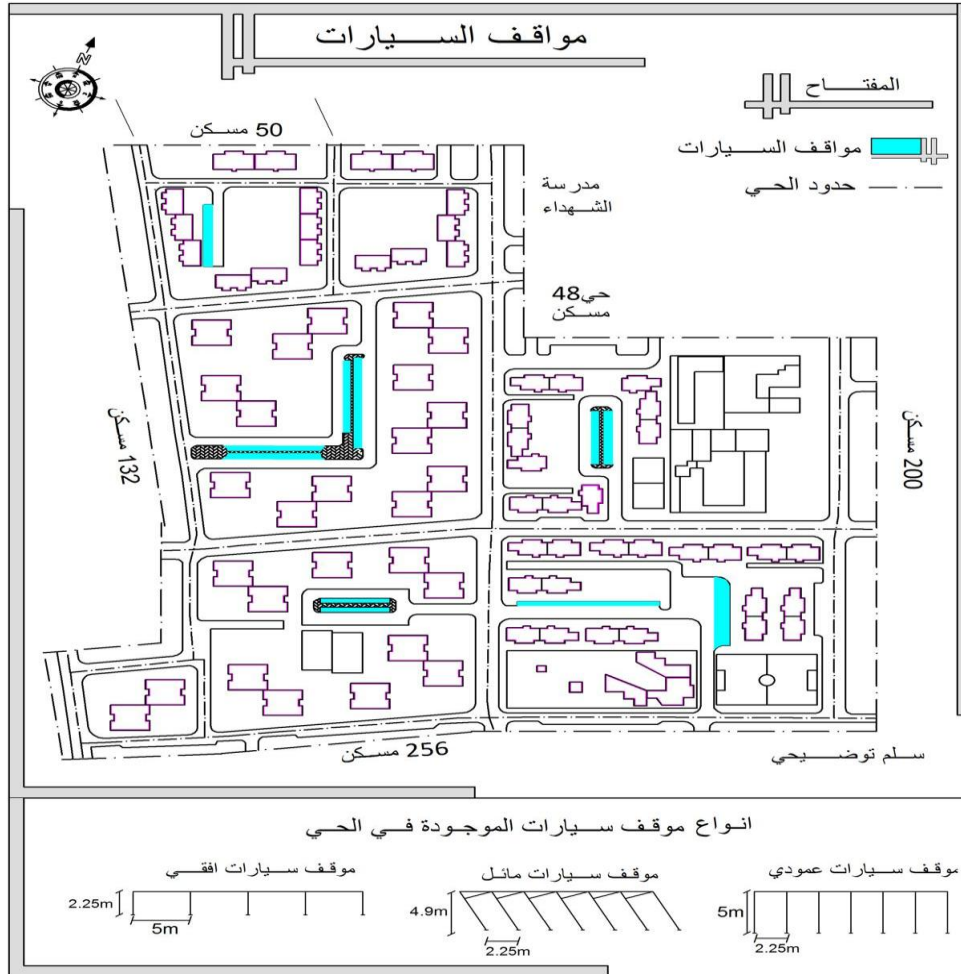 مواقف السيارات
المفتاح
مواقف السيارات
حدود الحي
N
50 مسكن
مدرسة
الشهداء
حي48
مسكن
132 مسكن
200 مسكن
256 مسكن
سلم توضيحي
انواع موقف سيارات الموجودة في الحي
موقف سيارات عمودي
5m
2.25m
موقف سيارات مائل
4.9m
2.25m
موقف سيارات افقي
2.25m
5m